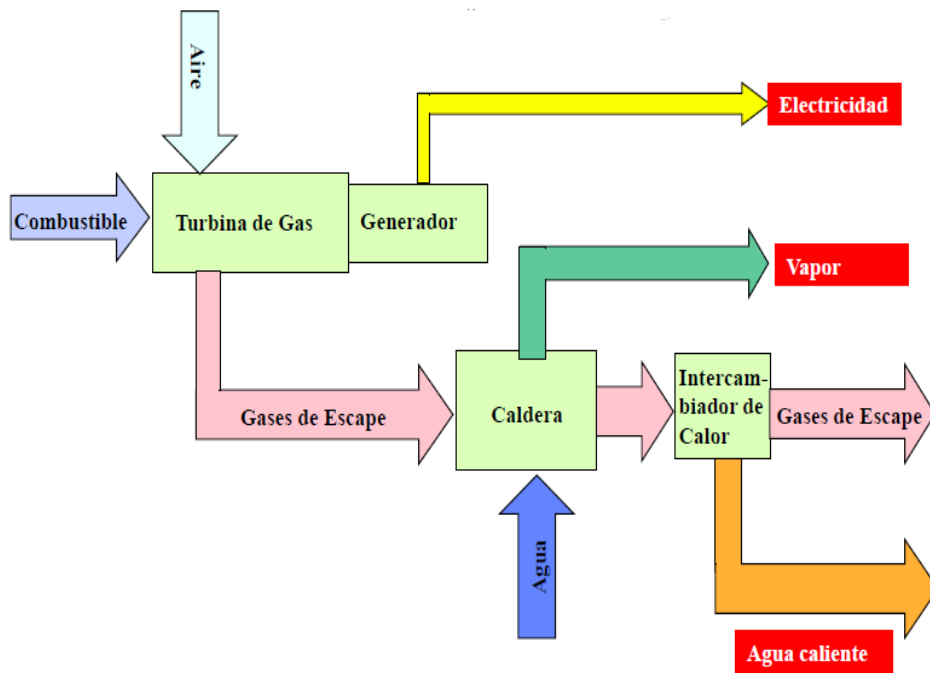 Aire
Electricidad
Combustible
Turbina de Gas
Generador
Vapor
Gases de Escape
Caldera
Intercam-
biador de
Calor
Gases de Escape
Agua
Agua caliente